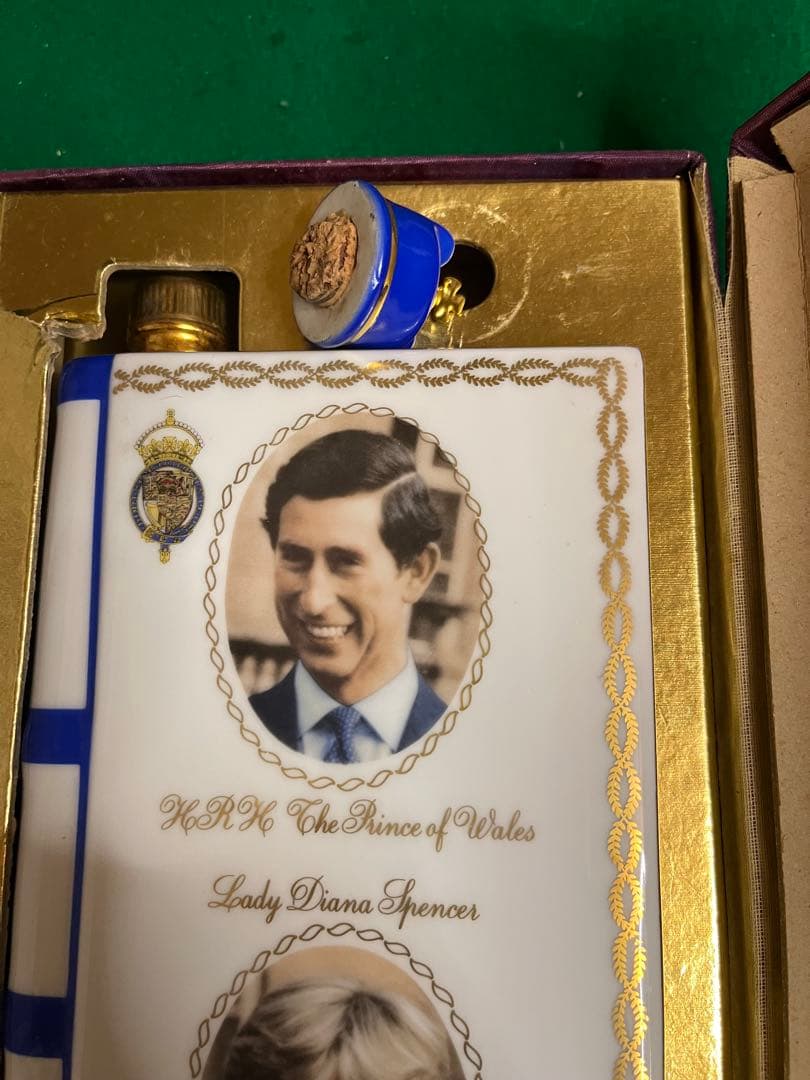 HRH The Prince of Wales
Lady Diana Spencer